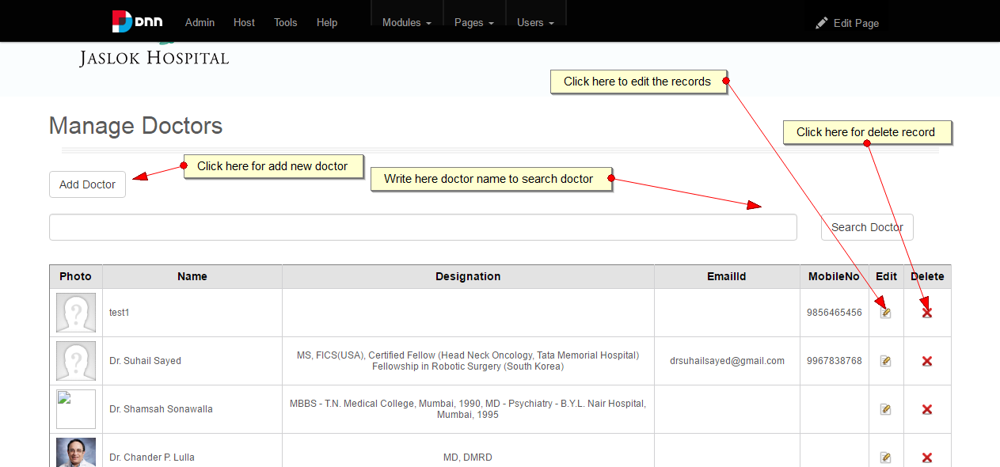 DNN Admin Host Tools Help Modules Pages Users Edit Page
JASLOK HOSPITAL
Click here to edit the records
Manage Doctors
Click here for delete record
Click here for add new doctor
Write here doctor name to search doctor
Add Doctor
Search Doctor
Photo Name Designation EmailId MobileNo Edit Delete
test1 9856465456
MS, FICS(USA), Certified Fellow (Head Neck Oncology, Tata Memorial Hospital)
Dr. Suhail Sayed drsuhailsayed@gmail.com 9967838768
Fellowship in Robotic Surgery (South Korea)
MBBS - T.N. Medical College, Mumbai, 1990, MD - Psychiatry - B.Y.L. Nair Hospital,
Dr. Shamsah Sonawalla
Mumbai, 1995
Dr. Chander P. Lulla MD, DMRD